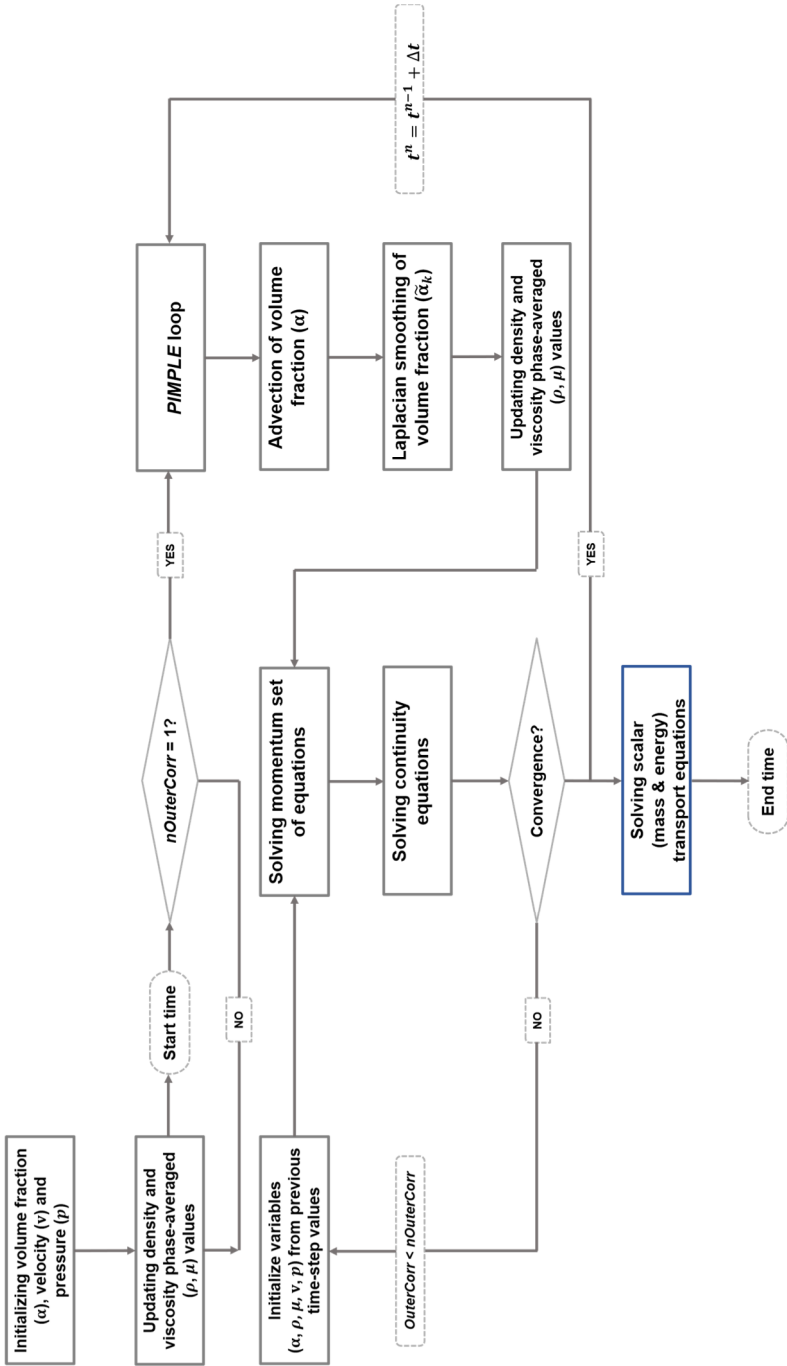 Initializing volume fraction
(α), velocity (v) and
pressure (p)
Updating density and
viscosity phase-averaged
(ρ, μ) values
Start time
nOuterCorr = 1?
YES
NO
PIMPLE loop
Advection of volume
fraction (α)
Laplacian smoothing of
volume fraction (α̃ₖ)
Updating density and
viscosity phase-averaged
(ρ, μ) values
Initialize variables
(α, ρ, μ, v, p) from previous
time-step values
Solving momentum set
of equations
Solving continuity
equations
Convergence?
NO
OuterCorr < nOuterCorr
YES
tⁿ = tⁿ⁻¹ + Δt
Solving scalar
(mass & energy)
transport equations
End time